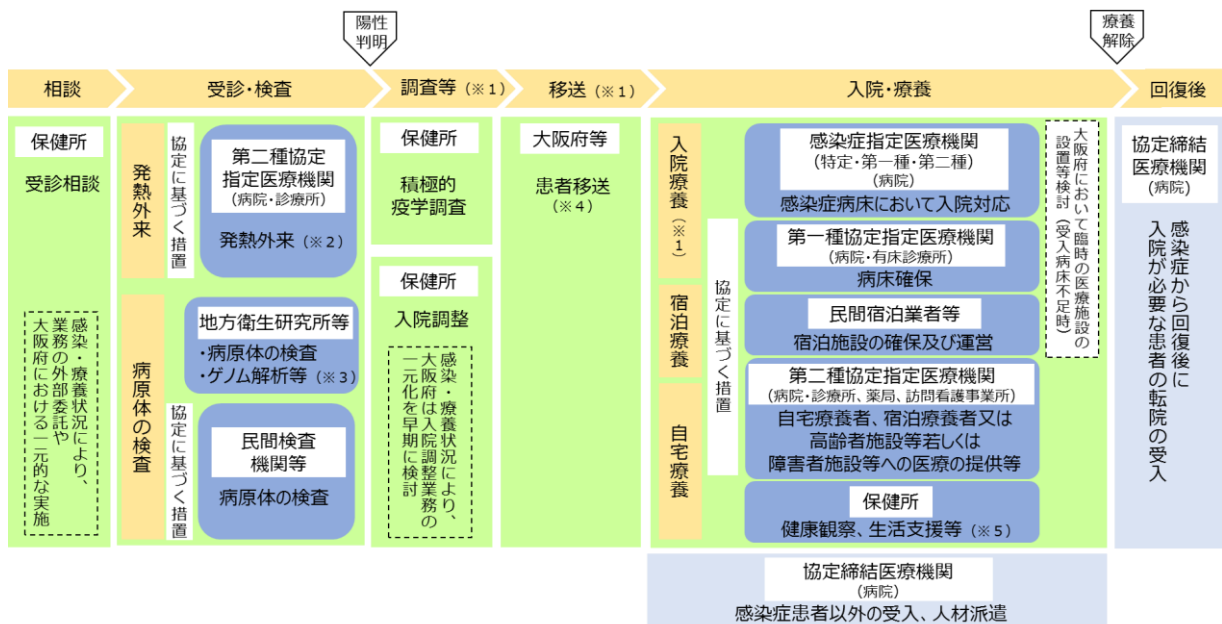 陽性
判明
療養
解除
相談
受診・検査
調査等（※１）
移送（※１）
入院・療養
回復後
保健所
受診相談
感染・療養状況により、
業務の外部委託や
大阪府における一元的な実施
発熱外来
協定に基づく措置
第二種協定
指定医療機関
（病院・診療所）
発熱外来（※２）
病原体の検査
地方衛生研究所等
・病原体の検査
・ゲノム解析等（※３）
協定に基づく措置
民間検査
機関等
病原体の検査
保健所
積極的
疫学調査
保健所
入院調整
感染・療養状況により、
大阪府は入院調整業務の
一元化を早期に検討
大阪府等
患者移送
（※４）
入院療養（※１）
宿泊療養
自宅療養
協定に基づく措置
感染症指定医療機関
（特定・第一種・第二種）
（病院）
感染症病床において入院対応
第一種協定指定医療機関
（病院・有床診療所）
病床確保
民間宿泊業者等
宿泊施設の確保及び運営
第二種協定指定医療機関
（病院・診療所、薬局、訪問看護事業所）
自宅療養者、宿泊療養者又は
高齢者施設等若しくは
障害者施設等への医療の提供等
保健所
健康観察、生活支援等（※５）
大阪府において臨時の医療施設の
設置等検討（受入病床不足時）
協定締結
医療機関
（病院）
感染症から回復後に
入院が必要な患者の転院の受入
協定締結医療機関
（病院）
感染症患者以外の受入、人材派遣